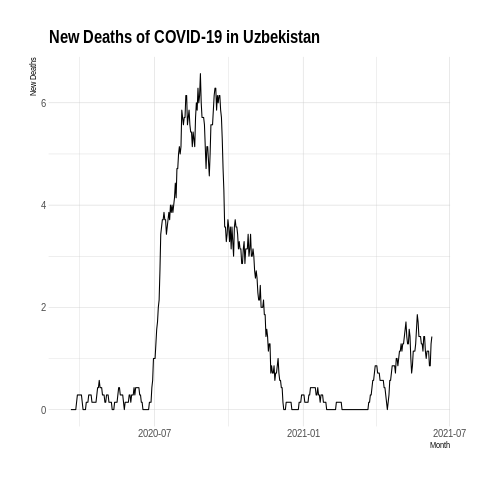 New Deaths of COVID-19 in Uzbekistan
New Deaths
6
4
2
0
2020-07
2021-01
2021-07
Month